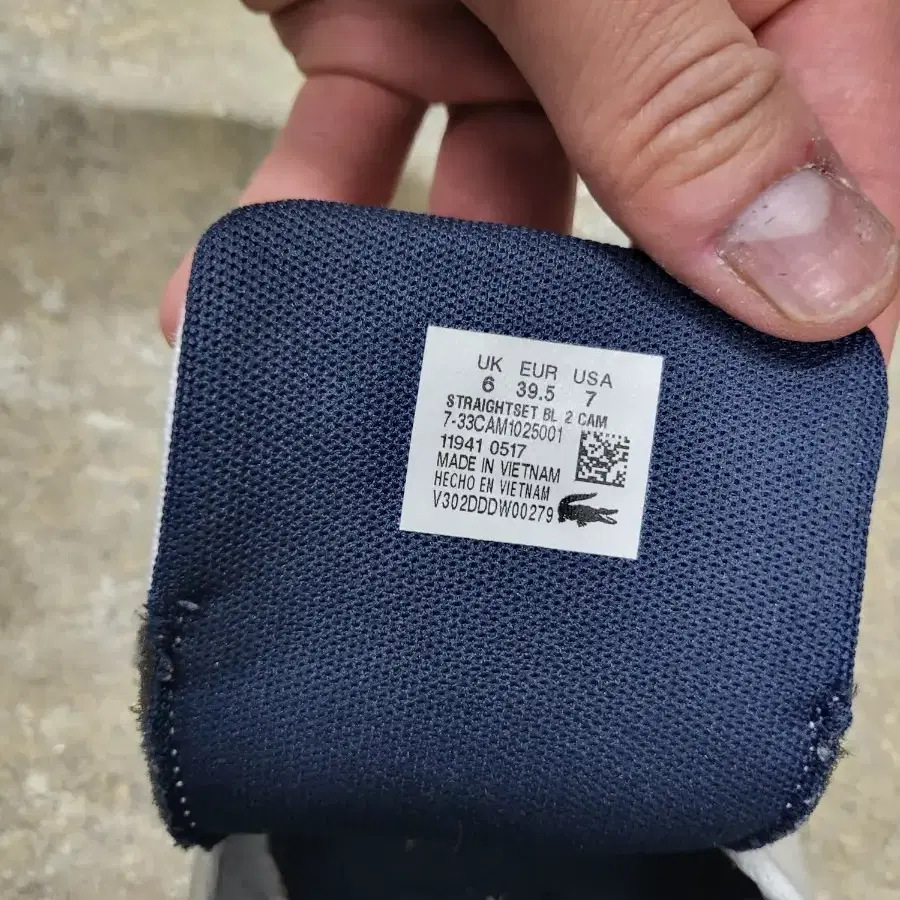 UK EUR USA
6 39.5 7
STRAIGHTSET BL 2 CAM
7-33CAM1025001
11941 0517
MADE IN VIETNAM
HECHO EN VIETNAM
V302DDDW00279